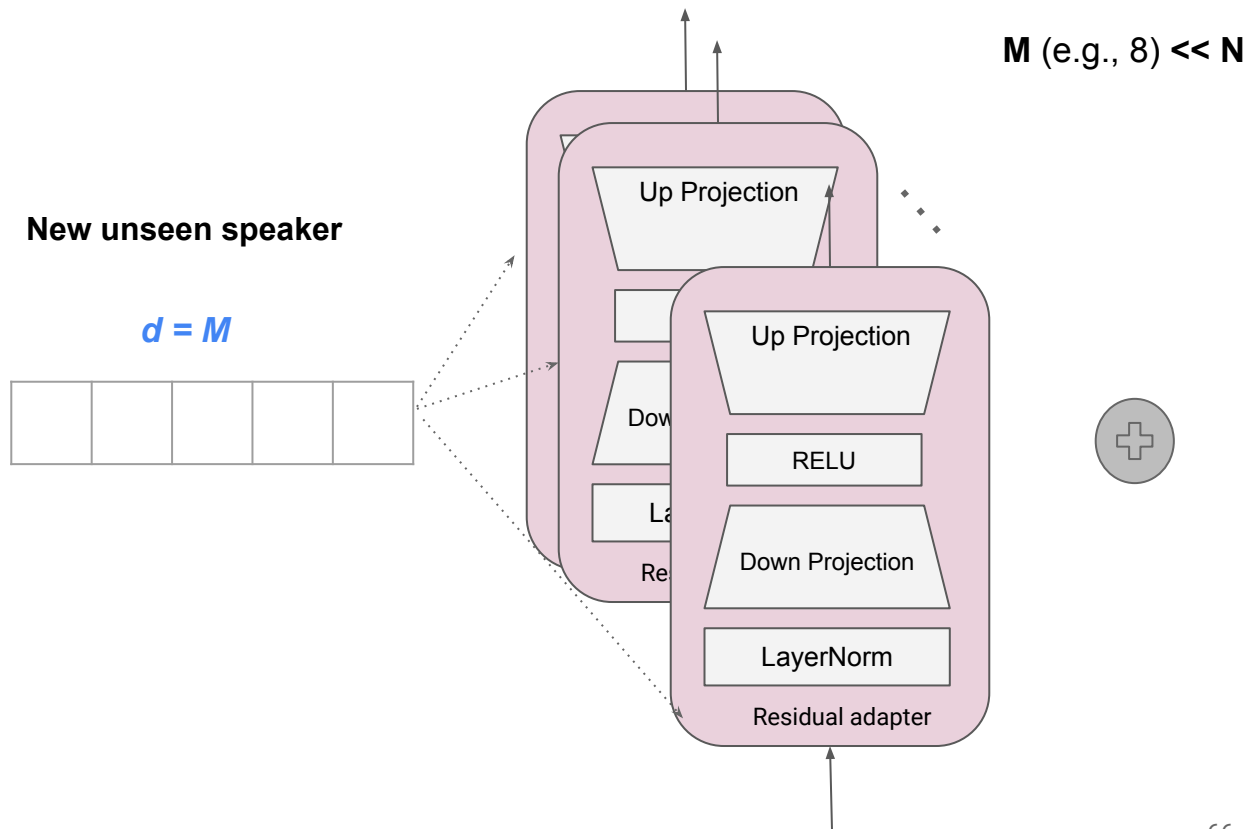 M (e.g., 8) << N
New unseen speaker
d = M
Up Projection
Up Projection
RELU
Down Projection
LayerNorm
Residual adapter